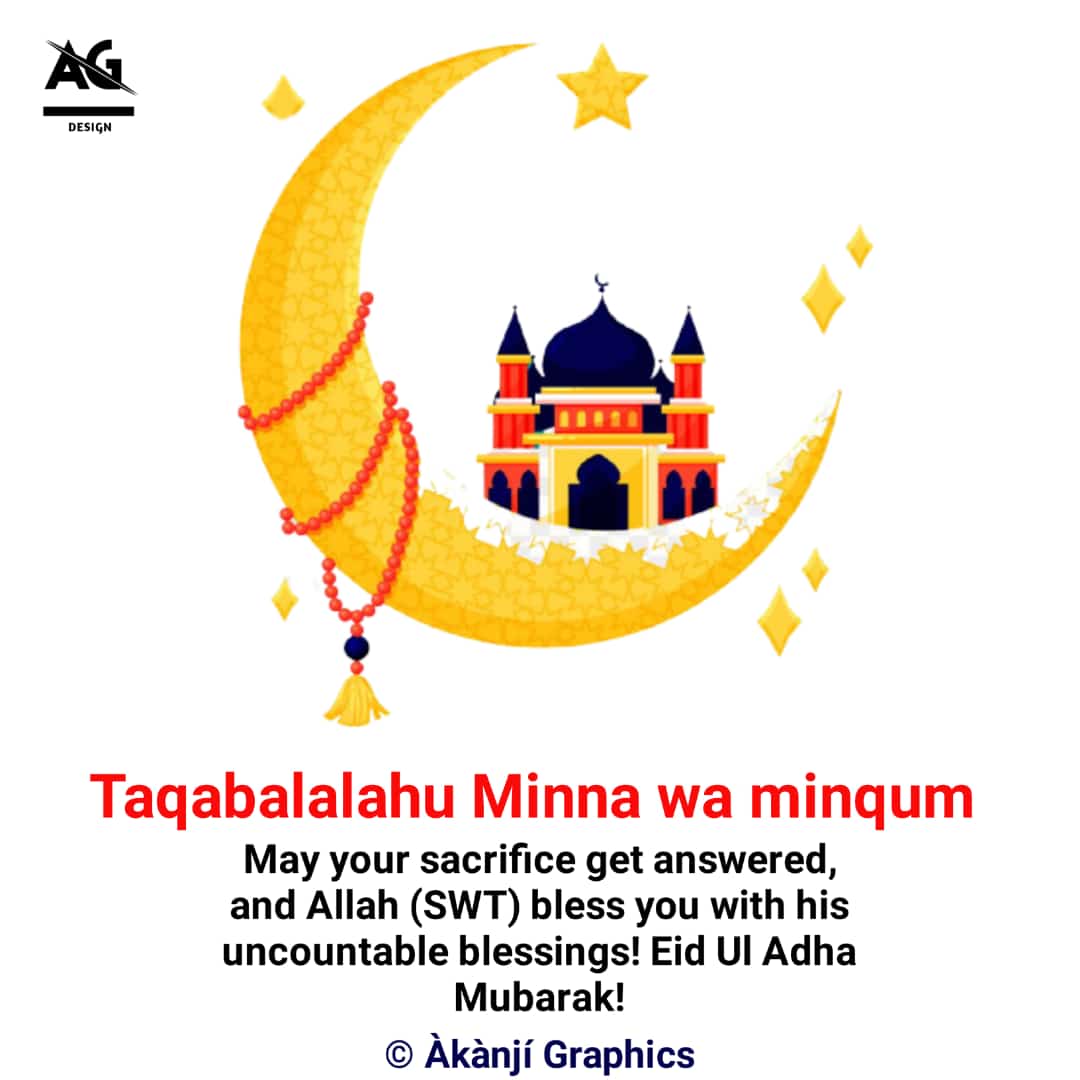 AG
DESIGN
Taqabalalahu Minna wa minqum
May your sacrifice get answered,
and Allah (SWT) bless you with his
uncountable blessings! Eid Ul Adha
Mubarak!
© Àkànjí Graphics